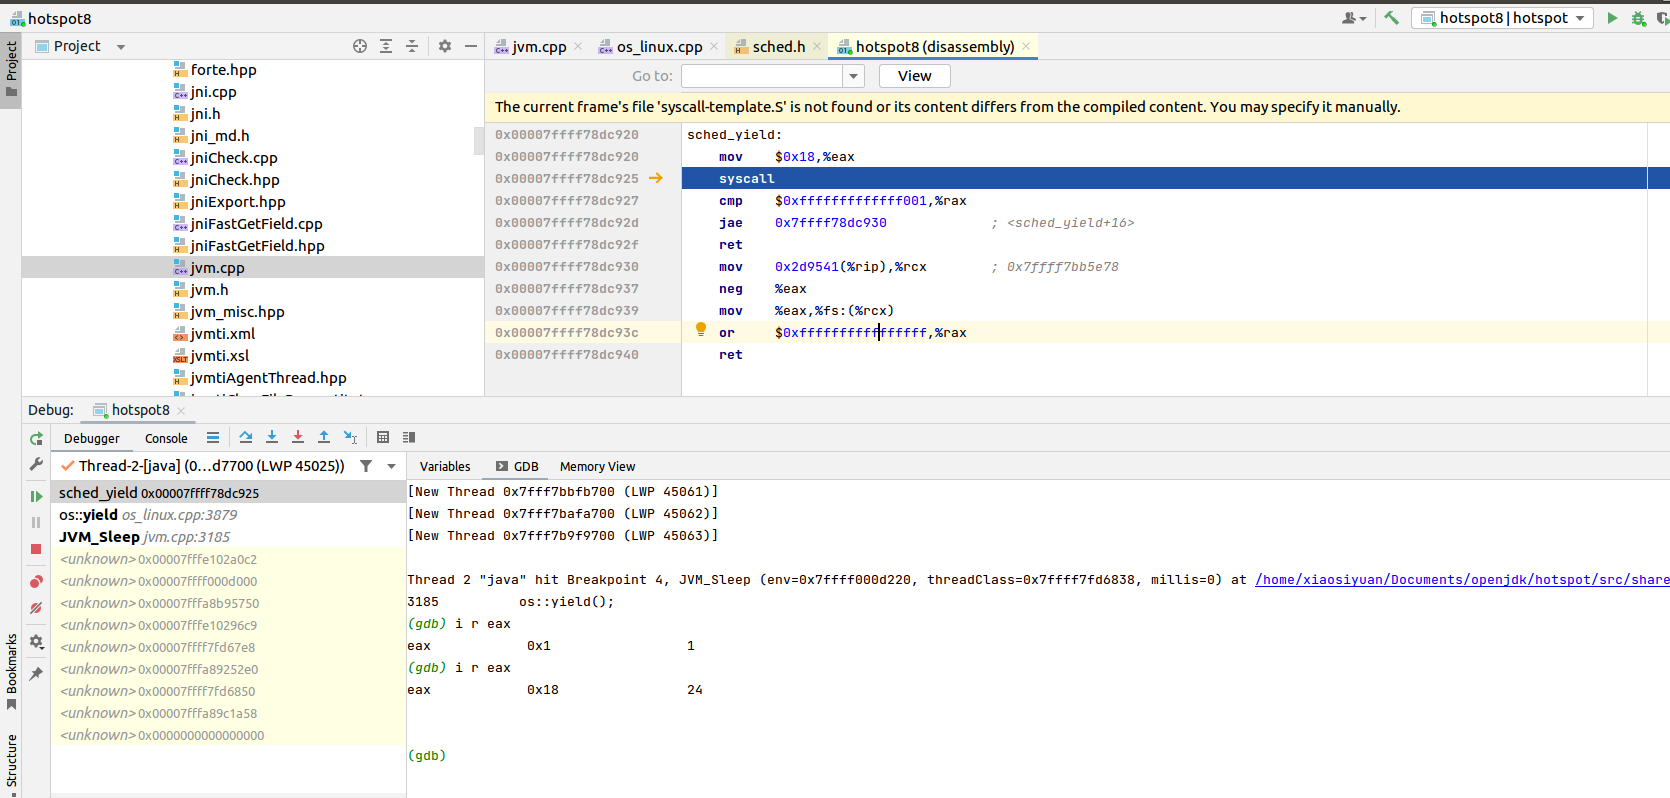 hotspot8
hotspot8 | hotspot
Project
Project
jvm.cpp
os_linux.cpp
sched.h
hotspot8 (disassembly)
Go to:
View
The current frame's file 'syscall-template.S' is not found or its content differs from the compiled content. You may specify it manually.
forte.hpp
jni.cpp
jni.h
jni_md.h
jniCheck.cpp
jniCheck.hpp
jniExport.hpp
jniFastGetField.cpp
jniFastGetField.hpp
jvm.cpp
jvm.h
jvm_misc.hpp
jvmti.xml
jvmti.xsl
jvmtiAgentThread.hpp
0x00007ffff78dc920 sched_yield:
0x00007ffff78dc920 mov $0x18,%eax
0x00007ffff78dc925 syscall
0x00007ffff78dc927 cmp $0xfffffffffffff001,%rax
0x00007ffff78dc92d jae 0x7ffff78dc930 ; <sched_yield+16>
0x00007ffff78dc92f ret
0x00007ffff78dc930 mov 0x2d9541(%rip),%rcx ; 0x7ffff7bb5e78
0x00007ffff78dc937 neg %eax
0x00007ffff78dc939 mov %eax,%fs:(%rcx)
0x00007ffff78dc93c or $0xffffffffffffffff,%rax
0x00007ffff78dc940 ret
Debug: hotspot8
Debugger Console
Thread-2-[java] (0...d7700 (LWP 45025))
sched_yield 0x00007ffff78dc925
os::yield os_linux.cpp:3879
JVM_Sleep jvm.cpp:3185
<unknown> 0x00007fffe102a0c2
<unknown> 0x00007ffff000d000
<unknown> 0x00007fffa8b95750
<unknown> 0x00007fffe10296c9
<unknown> 0x00007ffff7fd67e8
<unknown> 0x00007fffa89252e0
<unknown> 0x00007ffff7fd6850
<unknown> 0x00007fffa89c1a58
<unknown> 0x0000000000000000
Variables GDB Memory View
[New Thread 0x7fff7bbfb700 (LWP 45061)]
[New Thread 0x7fff7bafa700 (LWP 45062)]
[New Thread 0x7fff7b9f9700 (LWP 45063)]
Thread 2 "java" hit Breakpoint 4, JVM_Sleep (env=0x7ffff000d220, threadClass=0x7ffff7fd6838, millis=0) at /home/xiaosiyuan/Documents/openjdk/hotspot/src/share
3185 os::yield();
(gdb) i r eax
eax 0x1 1
(gdb) i r eax
eax 0x18 24
(gdb)
Bookmarks
Structure